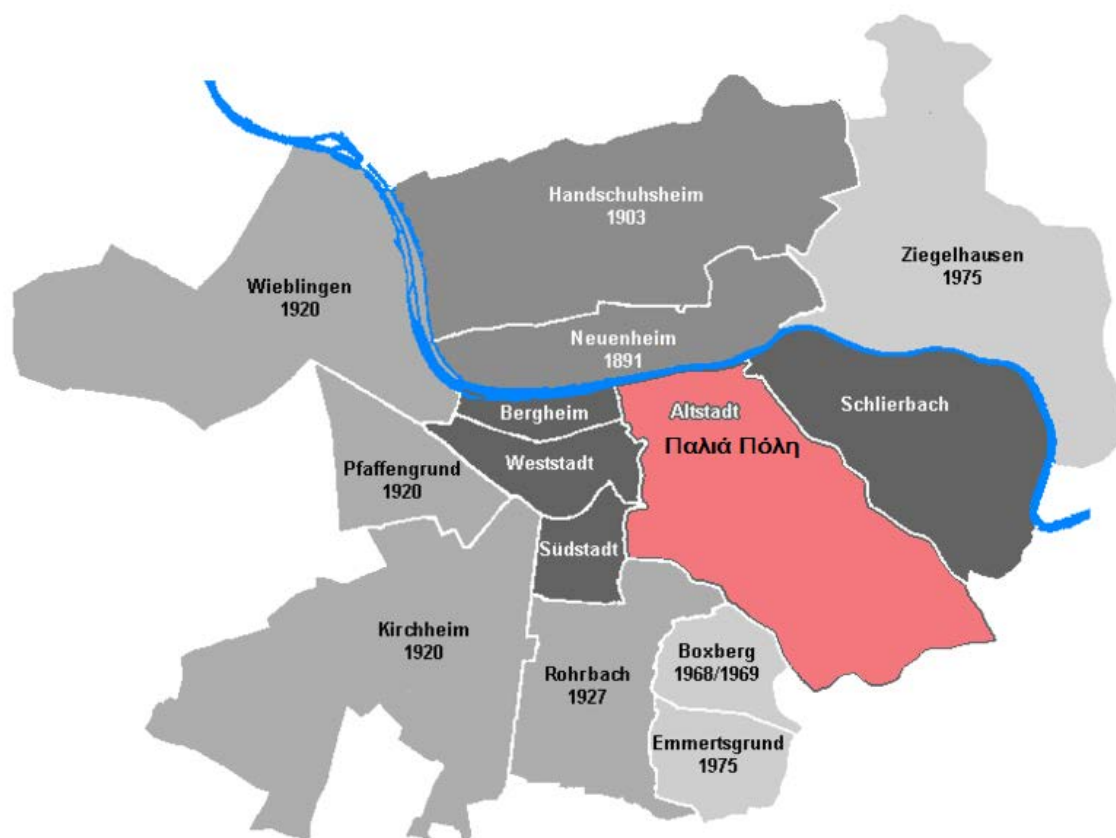 Handschuhsheim
1903
Ziegelhausen
1975
Wieblingen
1920
Neuenheim
1891
Bergheim
Altstadt
Παλιά Πόλη
Schlierbach
Weststadt
Pfaffengrund
1920
Südstadt
Kirchheim
1920
Boxberg
1968/1969
Rohrbach
1927
Emmertsgrund
1975